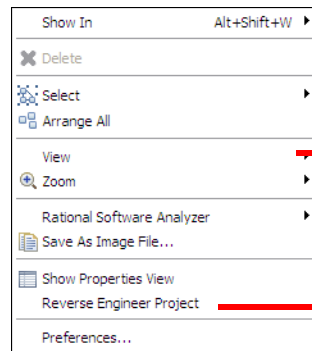 Show In Alt+Shift+W
Delete
Select
Arrange All
View
Zoom
Rational Software Analyzer
Save As Image File...
Show Properties View
Reverse Engineer Project
Preferences...